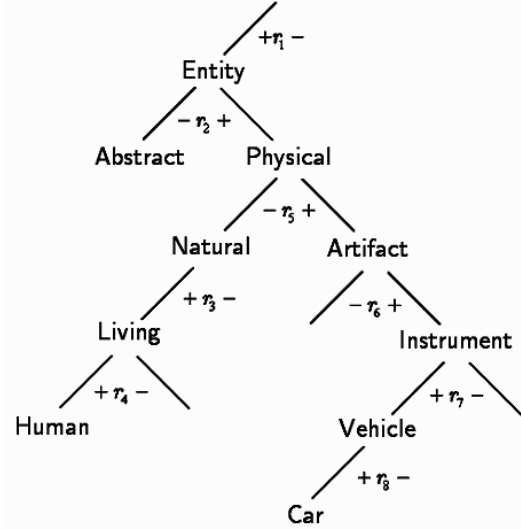 +r₁ −
Entity
− r₂ +
Abstract Physical
− r₅ +
Natural Artifact
+ r₃ − − r₆ +
Living Instrument
+ r₄ − + r₇ −
Human Vehicle
+ r₈ −
Car